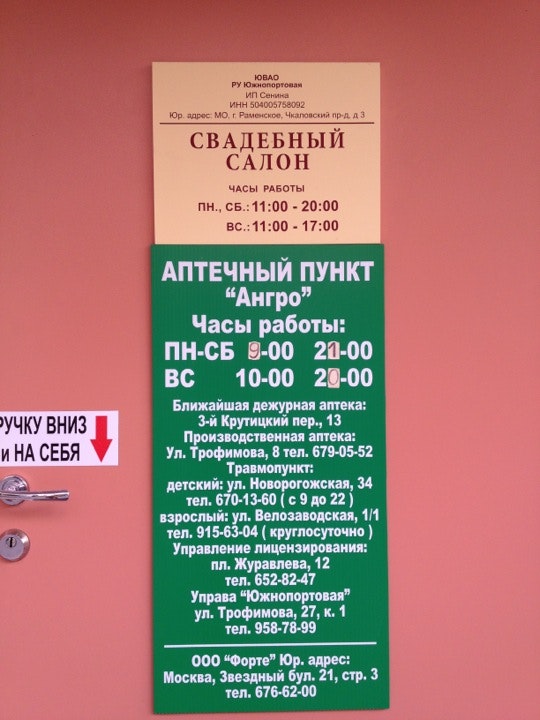 ЮВАО
РУ Южнопортовая
ИП Сенина
ИНН 504005758092
Юр. адрес: МО, г. Раменское, Чкаловский пр-д, д 3
СВАДЕБНЫЙ
САЛОН
ЧАСЫ РАБОТЫ
ПН., СБ.: 11:00 - 20:00
ВС.: 11:00 - 17:00
АПТЕЧНЫЙ ПУНКТ
“Ангро”
Часы работы:
ПН-СБ 9-00 21-00
ВС 10-00 20-00
Ближайшая дежурная аптека:
3-й Крутицкий пер., 13
Производственная аптека:
Ул. Трофимова, 8 тел. 679-05-52
Травмопункт:
детский: ул. Новорогожская, 34
тел. 670-13-60 ( с 9 до 22 )
взрослый: ул. Велозаводская, 1/1
тел. 915-63-04 ( круглосуточно )
Управление лицензирования:
пл. Журавлева, 12
тел. 652-82-47
Управа “Южнопортовая”
ул. Трофимова, 27, к. 1
тел. 958-78-99
ООО “Форте” Юр. адрес:
Москва, Звездный бул. 21, стр. 3
тел. 676-62-00
РУЧКУ ВНИЗ
и НА СЕБЯ